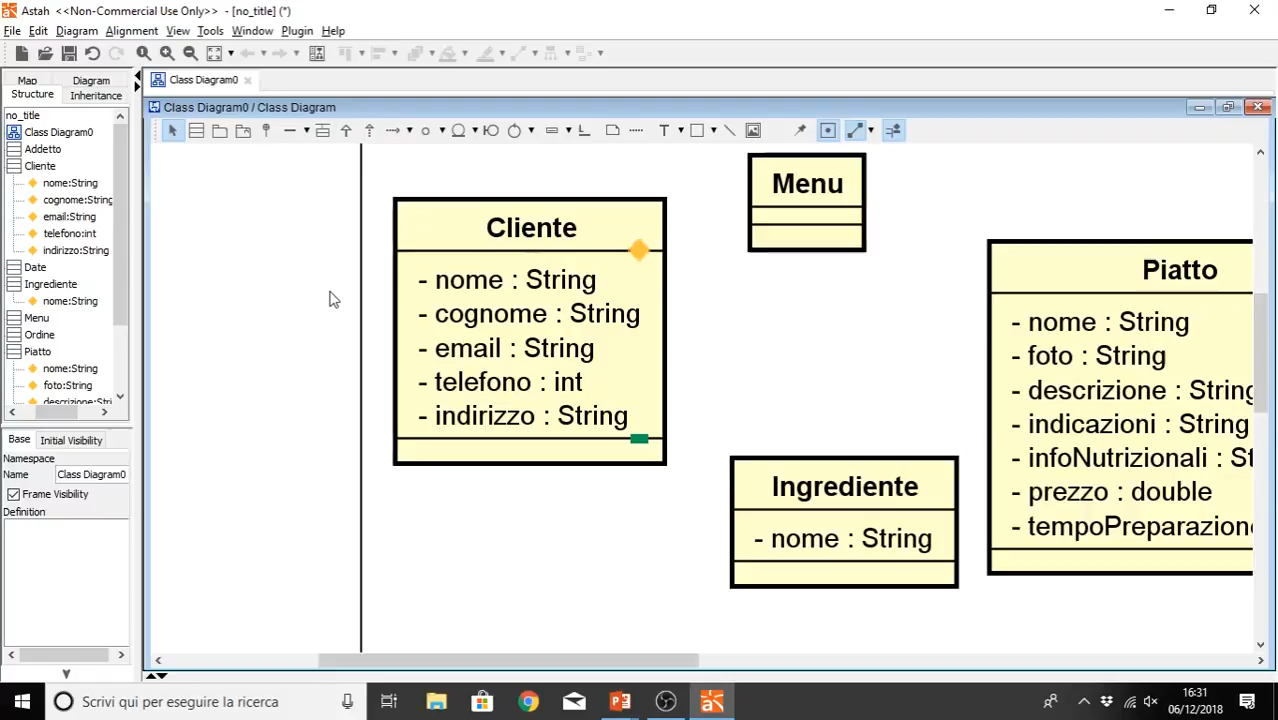 Astah <<Non-Commercial Use Only>> - [no_title] (*)
File Edit Diagram Alignment View Tools Window Plugin Help
Map Diagram
Structure Inheritance
no_title
Class Diagram0
Addetto
Cliente
nome:String
cognome:String
email:String
telefono:int
indirizzo:String
Date
Ingrediente
nome:String
Menu
Ordine
Piatto
nome:String
foto:String
descrizione:Stri
Base Initial Visibility
Namespace
Name Class Diagram0
Frame Visibility
Definition
Class Diagram0
Class Diagram0 / Class Diagram
T
Cliente
- nome : String
- cognome : String
- email : String
- telefono : int
- indirizzo : String
Menu
Ingrediente
- nome : String
Piatto
- nome : String
- foto : String
- descrizione : String
- indicazioni : String
- infoNutrizionali : St
- prezzo : double
- tempoPreparazione
Scrivi qui per eseguire la ricerca
16:31
06/12/2018